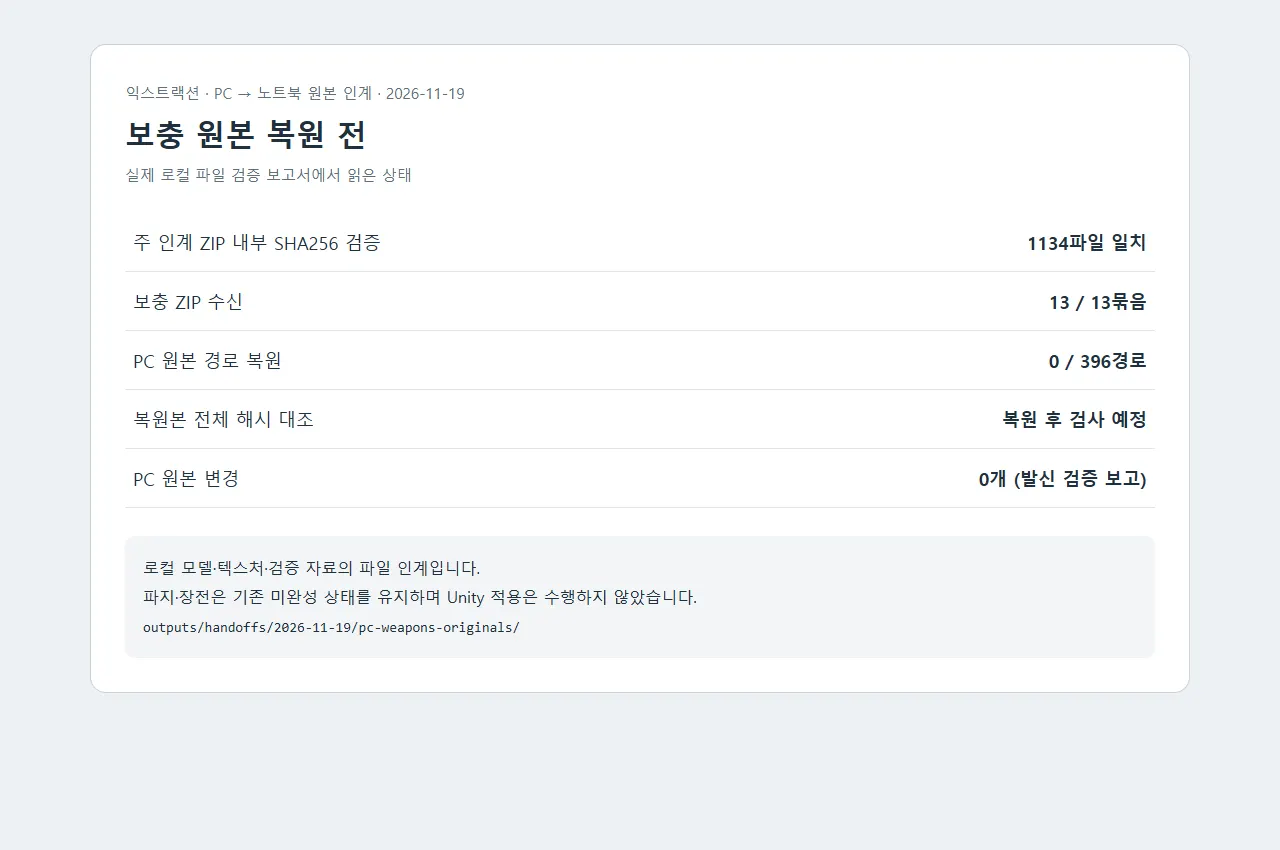 익스트랙션 · PC → 노트북 원본 인계 · 2026-11-19
보충 원본 복원 전
실제 로컬 파일 검증 보고서에서 읽은 상태
주 인계 ZIP 내부 SHA256 검증 1134파일 일치
보충 ZIP 수신 13 / 13묶음
PC 원본 경로 복원 0 / 396경로
복원본 전체 해시 대조 복원 후 검사 예정
PC 원본 변경 0개 (발신 검증 보고)
로컬 모델·텍스처·검증 자료의 파일 인계입니다.
파지·장전은 기존 미완성 상태를 유지하며 Unity 적용은 수행하지 않았습니다.
outputs/handoffs/2026-11-19/pc-weapons-originals/